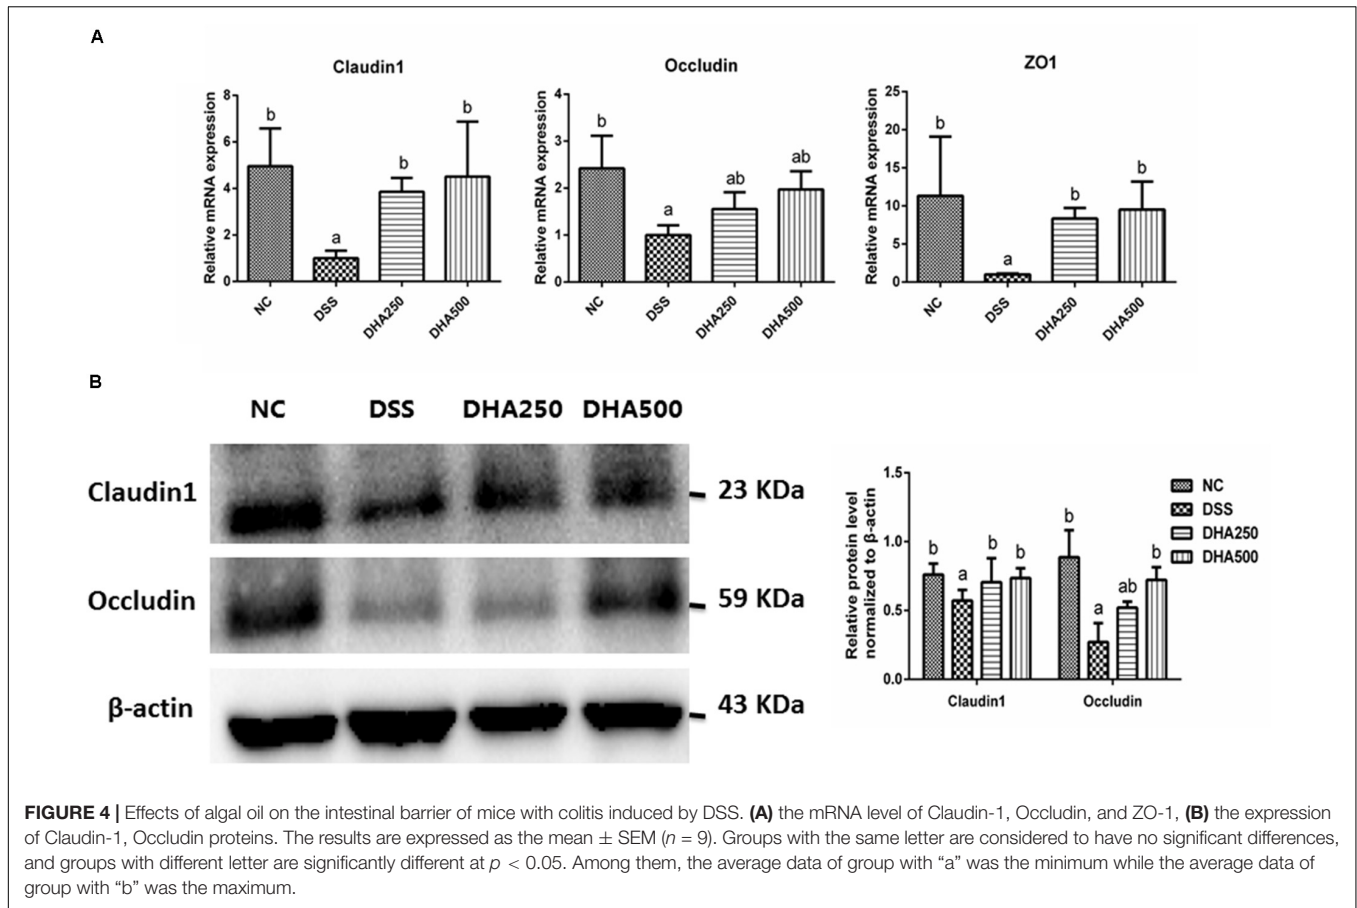 A
Claudin1
Relative mRNA expression
8
6
4
2
0
b
a
b
b
NC
DSS
DHA250
DHA500
Occludin
Relative mRNA expression
4
3
2
1
0
b
a
ab
ab
NC
DSS
DHA250
DHA500
ZO1
Relative mRNA expression
25
20
15
10
5
0
b
a
b
b
NC
DSS
DHA250
DHA500
B
NC DSS DHA250 DHA500
Claudin1
23 KDa
Occludin
59 KDa
β-actin
43 KDa
Relative protein level
normalized to β-actin
1.5
1.0
0.5
0.0
b
a
b
b
b
a
ab
b
Claudin1
Occludin
NC
DSS
DHA250
DHA500
FIGURE 4 | Effects of algal oil on the intestinal barrier of mice with colitis induced by DSS. (A) the mRNA level of Claudin-1, Occludin, and ZO-1, (B) the expression
of Claudin-1, Occludin proteins. The results are expressed as the mean ± SEM (n = 9). Groups with the same letter are considered to have no significant differences,
and groups with different letter are significantly different at p < 0.05. Among them, the average data of group with “a” was the minimum while the average data of
group with “b” was the maximum.